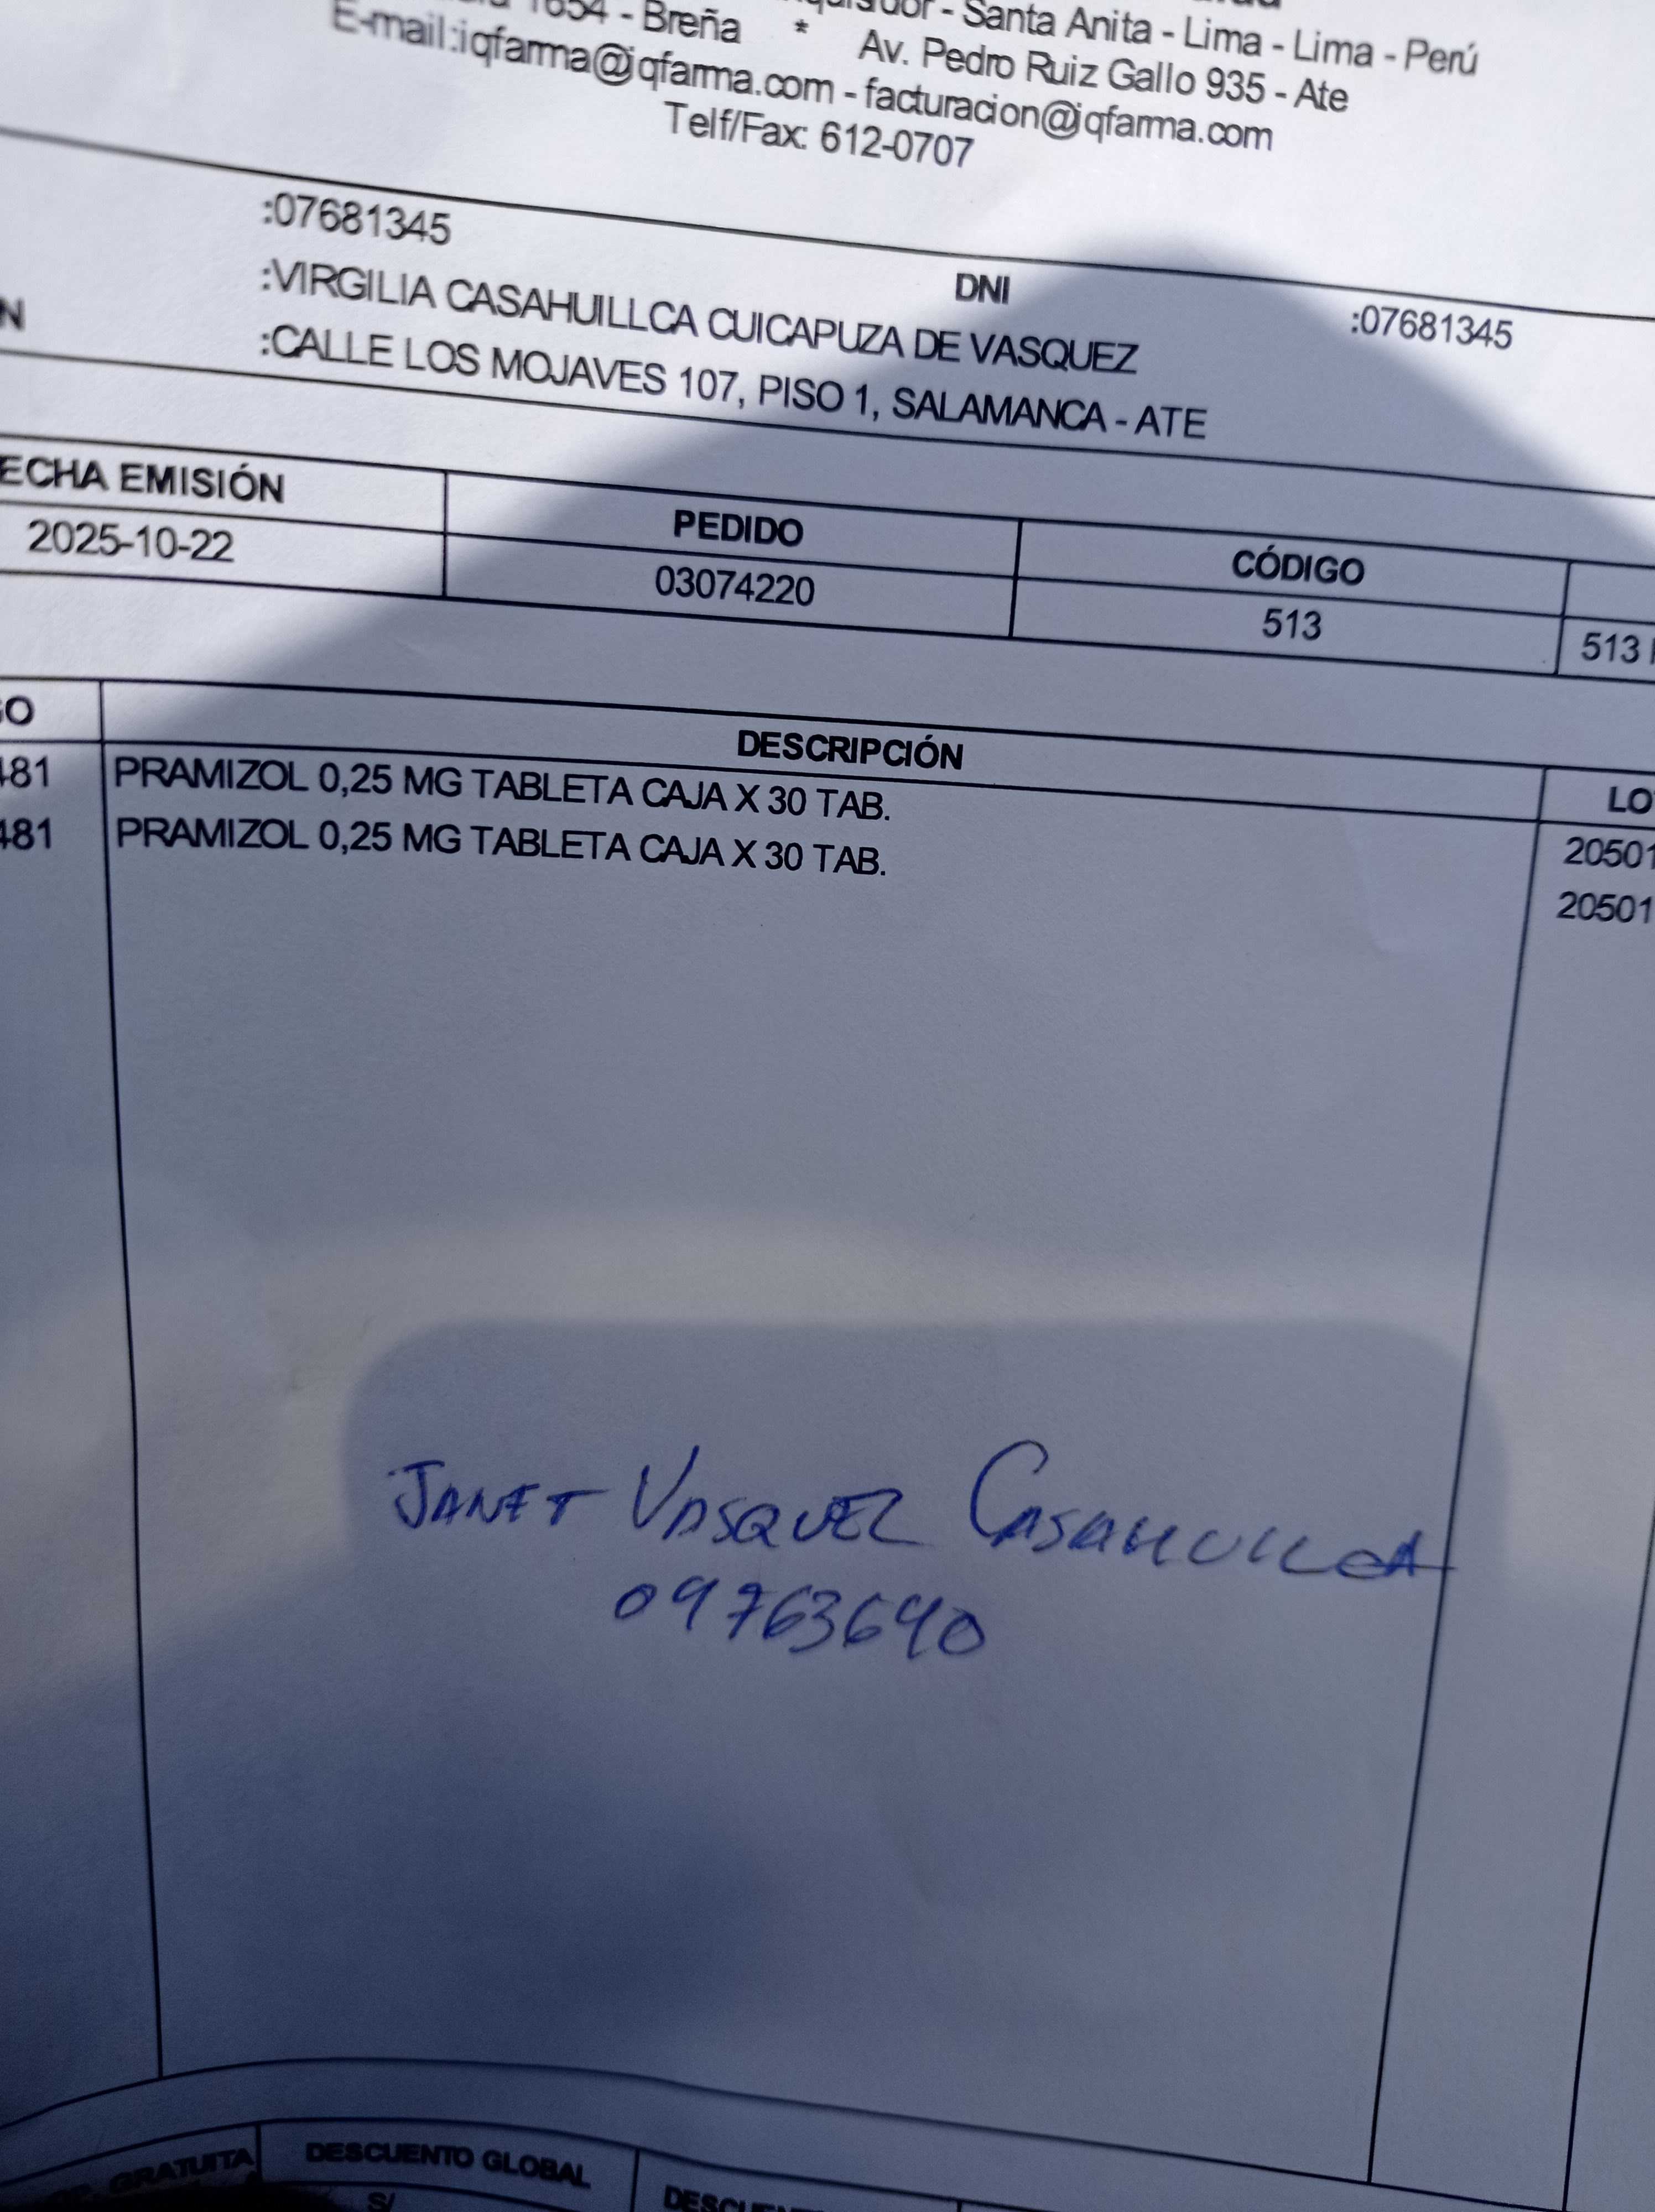 1654 - Breña * Av. Pedro Ruiz Gallo 935 - Ate
- Santa Anita - Lima - Lima - Perú
E-mail:iqfarma@iqfarma.com - facturacion@iqfarma.com
Telf/Fax: 612-0707
:07681345 DNI :07681345
:VIRGILIA CASAHUILLCA CUICAPUZA DE VASQUEZ
N :CALLE LOS MOJAVES 107, PISO 1, SALAMANCA - ATE
ECHA EMISIÓN PEDIDO CÓDIGO
2025-10-22 03074220 513 513
GO DESCRIPCIÓN LO
481 PRAMIZOL 0,25 MG TABLETA CAJA X 30 TAB. 20501
481 PRAMIZOL 0,25 MG TABLETA CAJA X 30 TAB. 20501
JANET VASQUEZ CASAHUILLCA
09763640
OP. GRATUITA DESCUENTO GLOBAL
S/